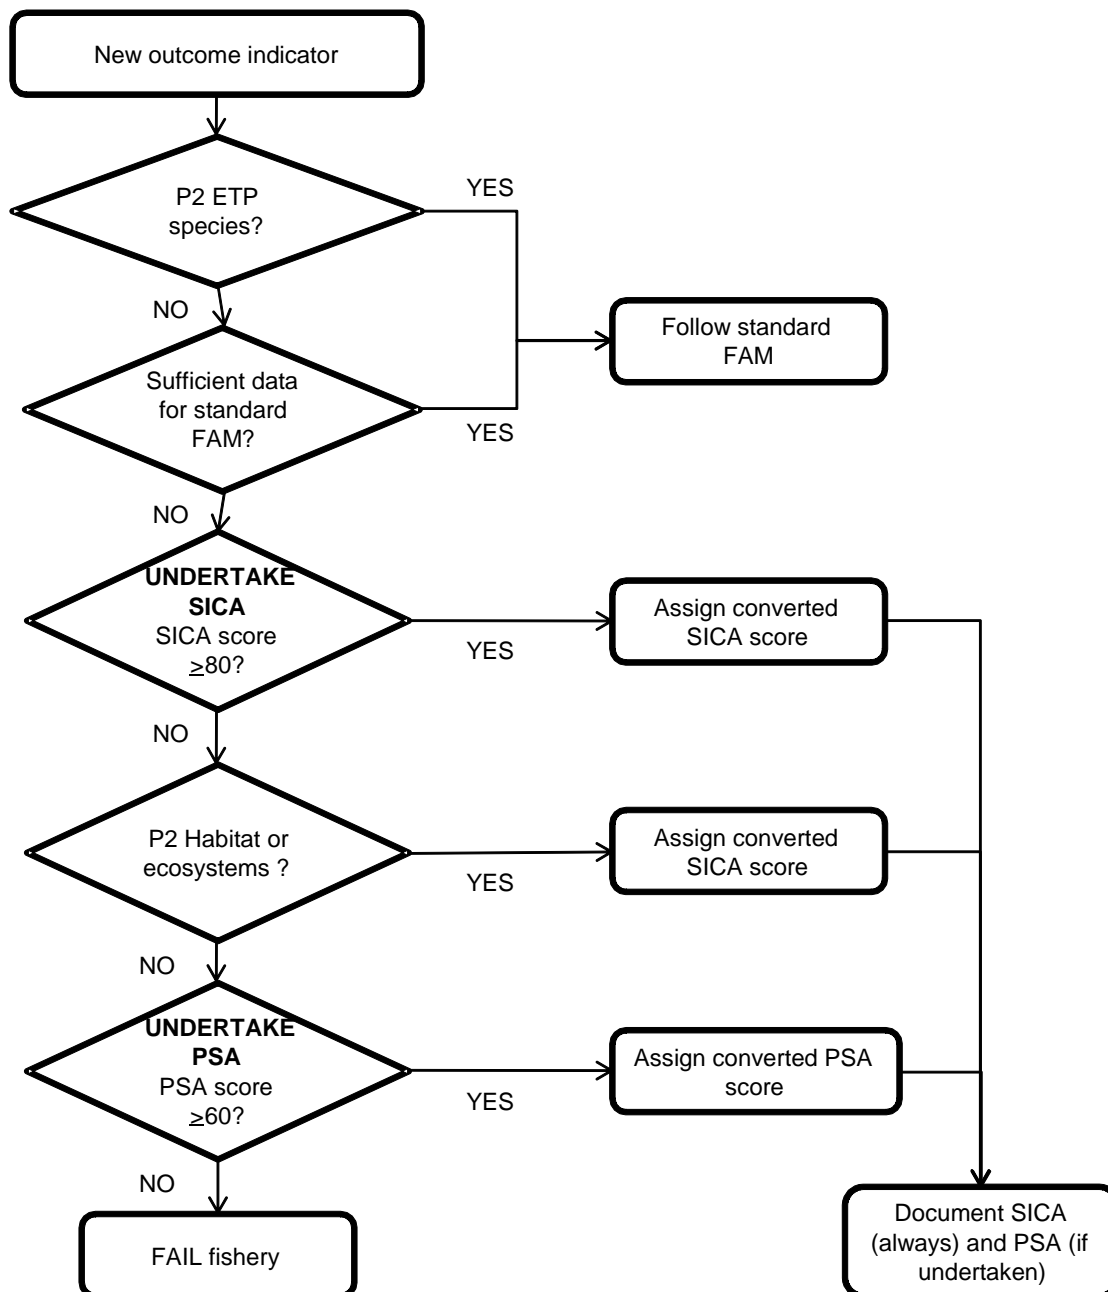 New outcome indicator
P2 ETP
species?
YES
NO
Follow standard
FAM
Sufficient data
for standard
FAM?
YES
NO
UNDERTAKE
SICA
SICA score
≥80?
YES
Assign converted
SICA score
NO
P2 Habitat or
ecosystems ?
YES
Assign converted
SICA score
NO
UNDERTAKE
PSA
PSA score
≥60?
YES
Assign converted PSA
score
NO
FAIL fishery
Document SICA
(always) and PSA (if
undertaken)